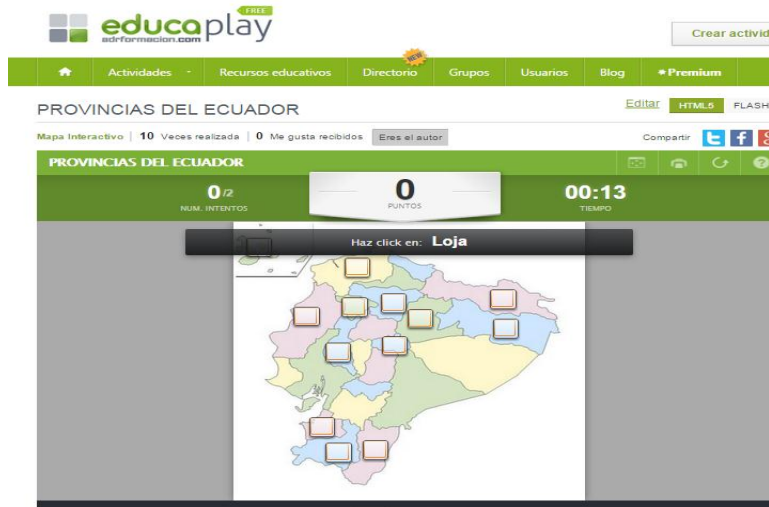 FREE
educaplay
adrformacion.com
Crear activid
NEW
Actividades Recursos educativos Directorio Grupos Usuarios Blog Premium
PROVINCIAS DEL ECUADOR
Editar HTML5 FLASH
Mapa Interactivo | 10 Veces realizada | 0 Me gusta recibidos Eres el autor
Compartir
PROVINCIAS DEL ECUADOR
0/2
NUM. INTENTOS
0
PUNTOS
00:13
TIEMPO
Haz click en: Loja